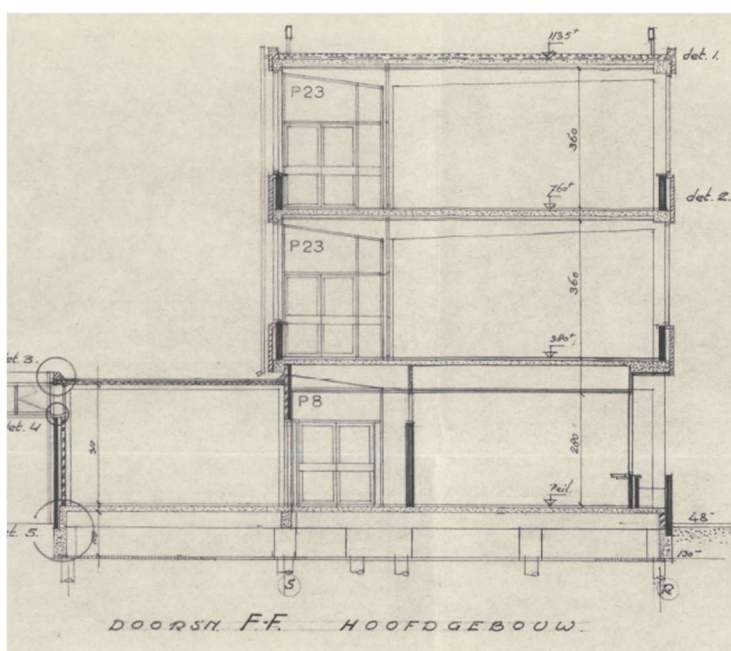 1135+
det. 1.
P23
360
760+
det. 2.
P23
360
380+
det. 3.
P8
det. 4
280
Peil.
det. 5.
48-
130-
S
R
DOORSN. F-F. HOOFDGEBOUW.